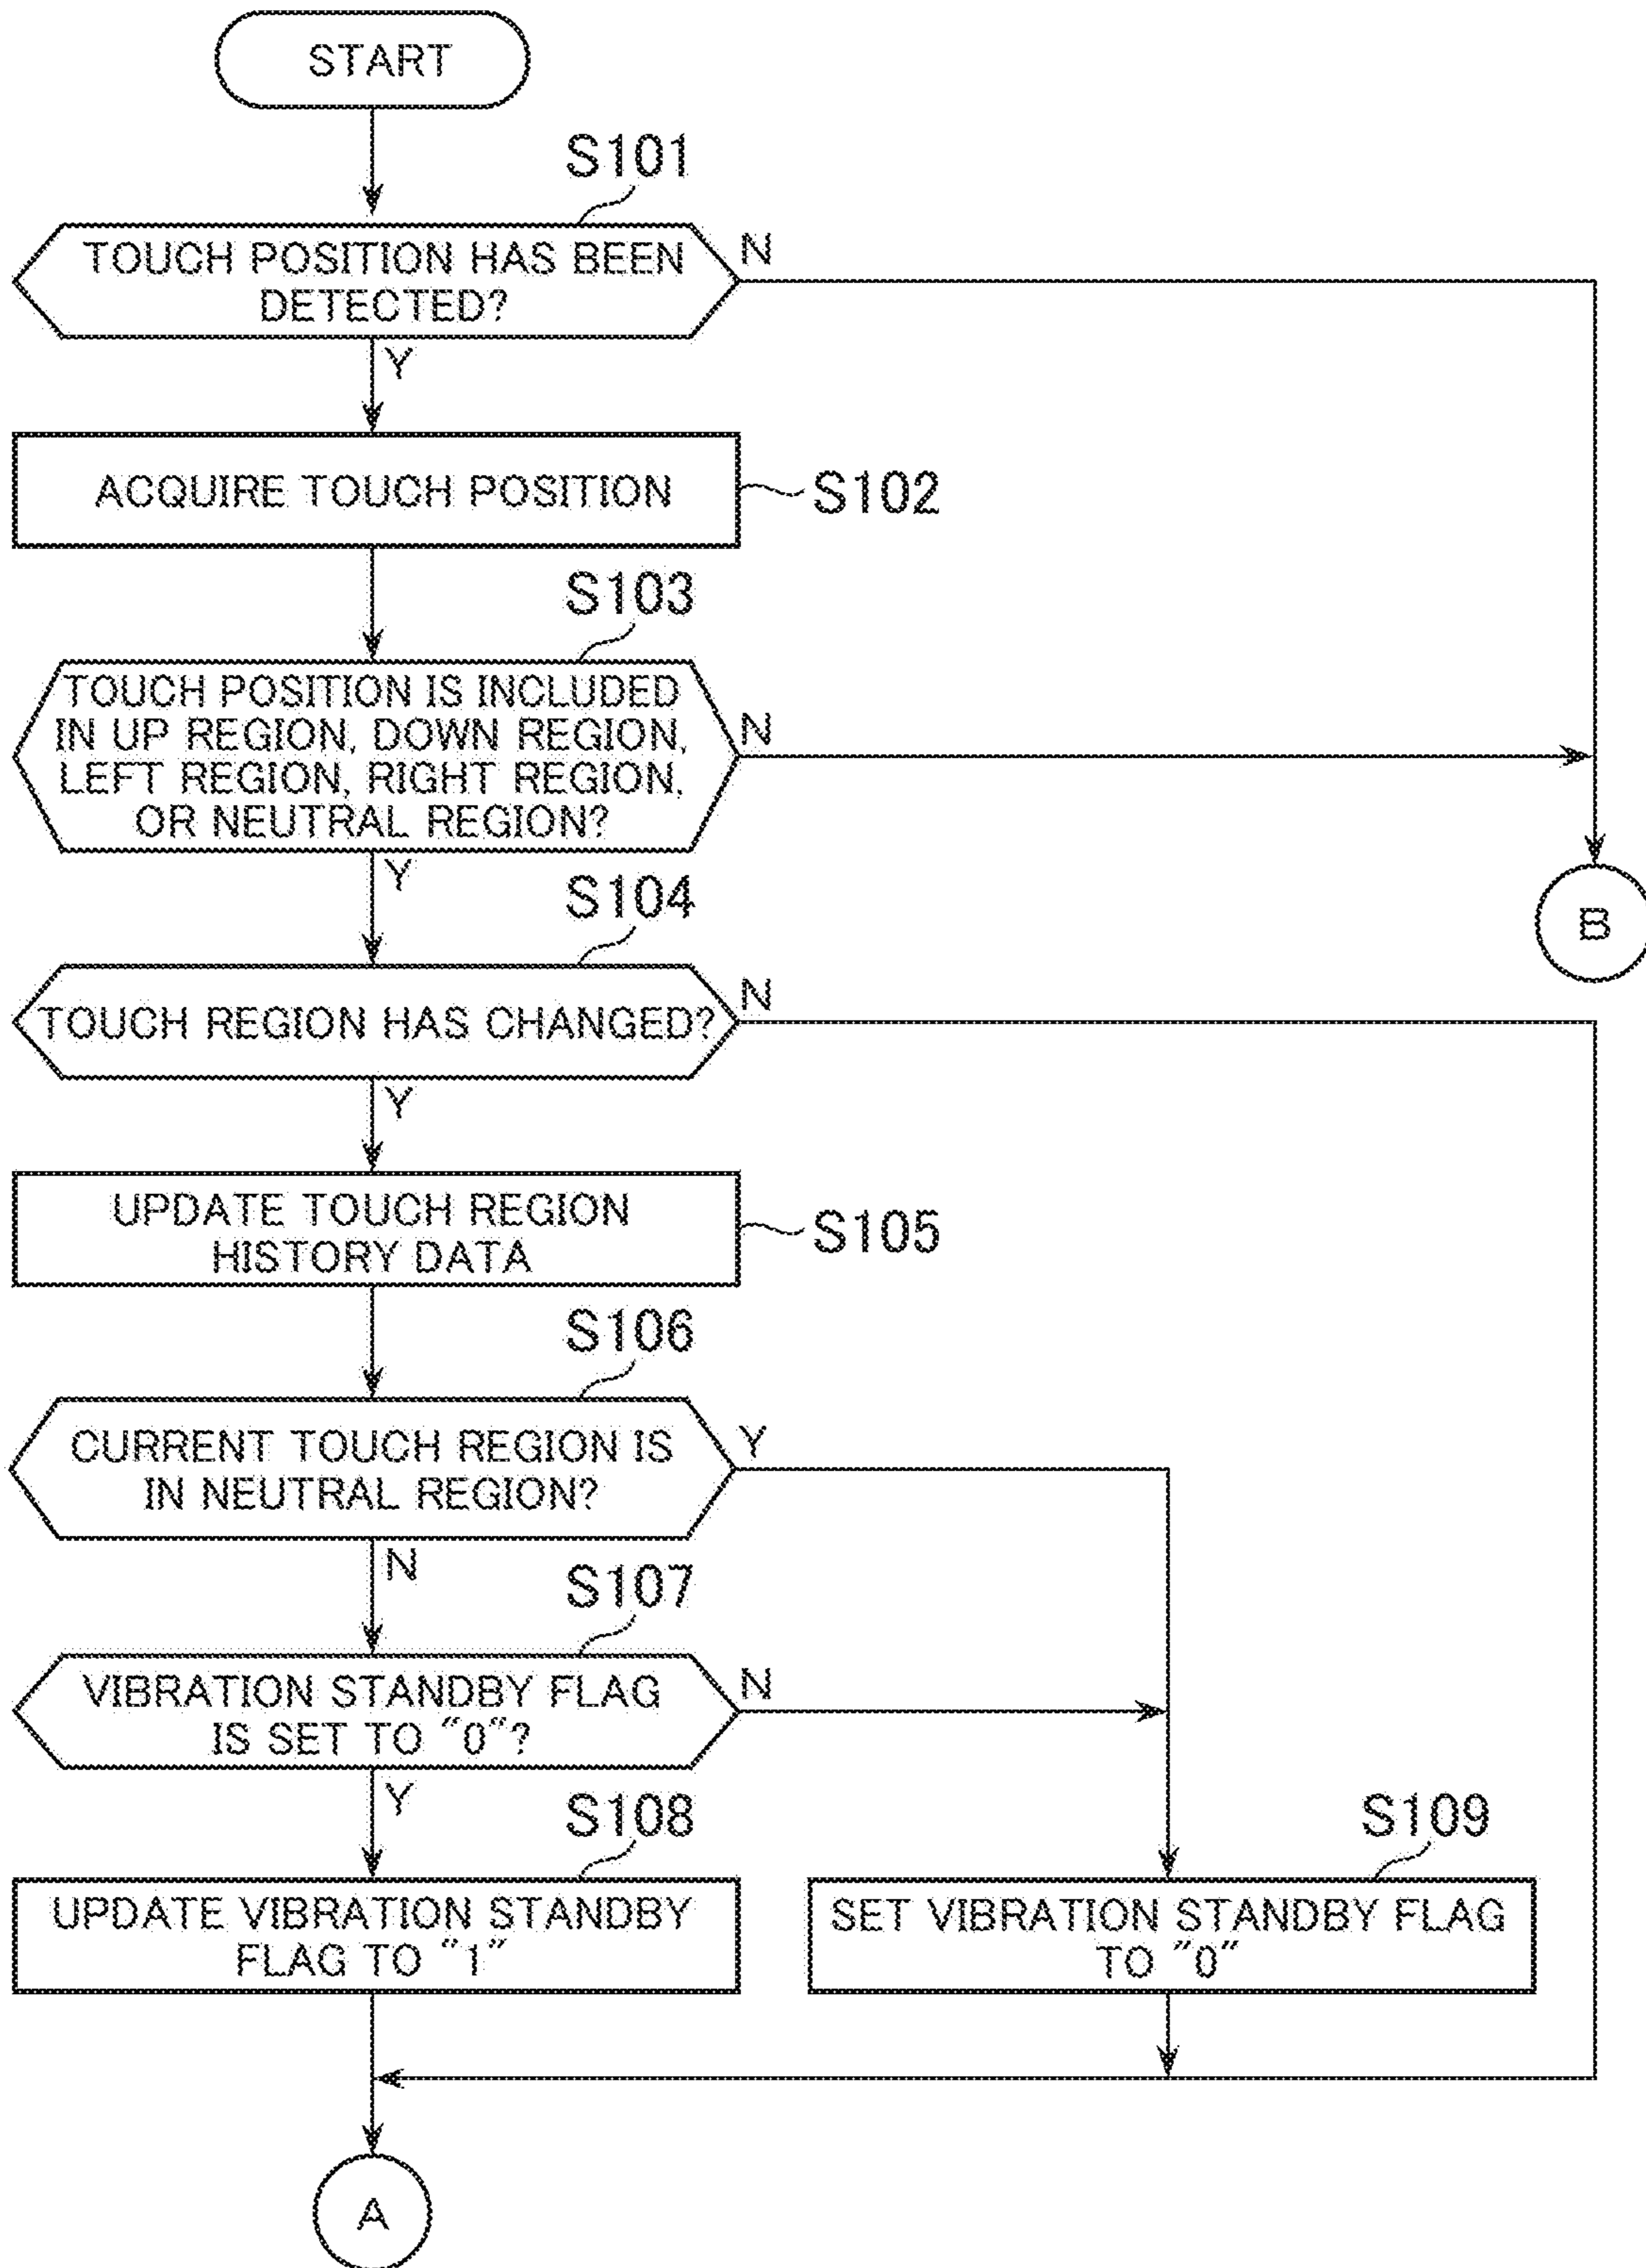 START
S101
TOUCH POSITION HAS BEEN
DETECTED?
N
Y
ACQUIRE TOUCH POSITION
S102
S103
TOUCH POSITION IS INCLUDED
IN UP REGION, DOWN REGION,
LEFT REGION, RIGHT REGION,
OR NEUTRAL REGION?
N
Y
B
S104
TOUCH REGION HAS CHANGED?
N
Y
UPDATE TOUCH REGION
HISTORY DATA
S105
S106
CURRENT TOUCH REGION IS
IN NEUTRAL REGION?
Y
N
S107
VIBRATION STANDBY FLAG
IS SET TO "0"?
N
Y
S108
UPDATE VIBRATION STANDBY
FLAG TO "1"
S109
SET VIBRATION STANDBY FLAG
TO "0"
A